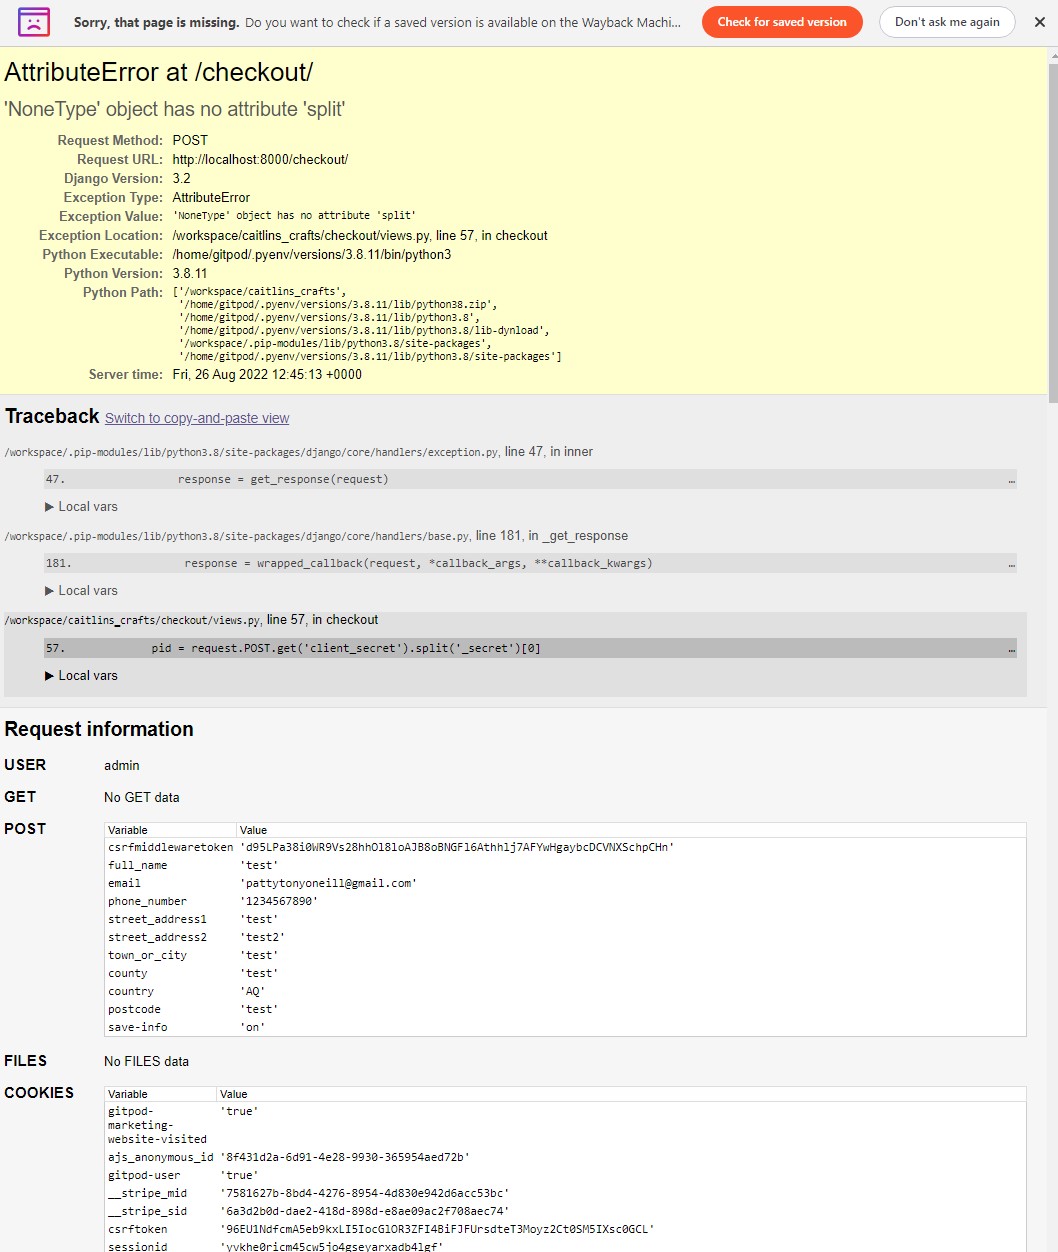 Sorry, that page is missing. Do you want to check if a saved version is available on the Wayback Machi... Check for saved version Don't ask me again
AttributeError at /checkout/
'NoneType' object has no attribute 'split'
Request Method: POST
Request URL: http://localhost:8000/checkout/
Django Version: 3.2
Exception Type: AttributeError
Exception Value: 'NoneType' object has no attribute 'split'
Exception Location: /workspace/caitlins_crafts/checkout/views.py, line 57, in checkout
Python Executable: /home/gitpod/.pyenv/versions/3.8.11/bin/python3
Python Version: 3.8.11
Python Path: ['/workspace/caitlins_crafts',
'/home/gitpod/.pyenv/versions/3.8.11/lib/python38.zip',
'/home/gitpod/.pyenv/versions/3.8.11/lib/python3.8',
'/home/gitpod/.pyenv/versions/3.8.11/lib/python3.8/lib-dynload',
'/workspace/.pip-modules/lib/python3.8/site-packages',
'/home/gitpod/.pyenv/versions/3.8.11/lib/python3.8/site-packages']
Server time: Fri, 26 Aug 2022 12:45:13 +0000
Traceback Switch to copy-and-paste view
/workspace/.pip-modules/lib/python3.8/site-packages/django/core/handlers/exception.py, line 47, in inner
47. response = get_response(request) …
▶ Local vars
/workspace/.pip-modules/lib/python3.8/site-packages/django/core/handlers/base.py, line 181, in _get_response
181. response = wrapped_callback(request, *callback_args, **callback_kwargs) …
▶ Local vars
/workspace/caitlins_crafts/checkout/views.py, line 57, in checkout
57. pid = request.POST.get('client_secret').split('_secret')[0] …
▶ Local vars
Request information
USER admin
GET No GET data
POST Variable Value
csrfmiddlewaretoken 'd95LPa38i0WR9Vs28hhOl8loAJB8oBNGFl6Athhlj7AFYwHgaybcDCVNXSchpCHn'
full_name 'test'
email 'pattytonyoneill@gmail.com'
phone_number '1234567890'
street_address1 'test'
street_address2 'test2'
town_or_city 'test'
county 'test'
country 'AQ'
postcode 'test'
save-info 'on'
FILES No FILES data
COOKIES Variable Value
gitpod- 'true'
marketing-
website-visited
ajs_anonymous_id '8f431d2a-6d91-4e28-9930-365954aed72b'
gitpod-user 'true'
__stripe_mid '7581627b-8bd4-4276-8954-4d830e942d6acc53bc'
__stripe_sid '6a3d2b0d-dae2-418d-898d-e8ae09ac2f708aec74'
csrftoken '96EU1NdfcmA5eb9kxLI5IocGlOR3ZFI4BiFJFUrsdteT3Moyz2Ct0SM5IXsc0GCL'
sessionid 'yvkhe0ricm45cw5jo4gseyarxadb4lgf'